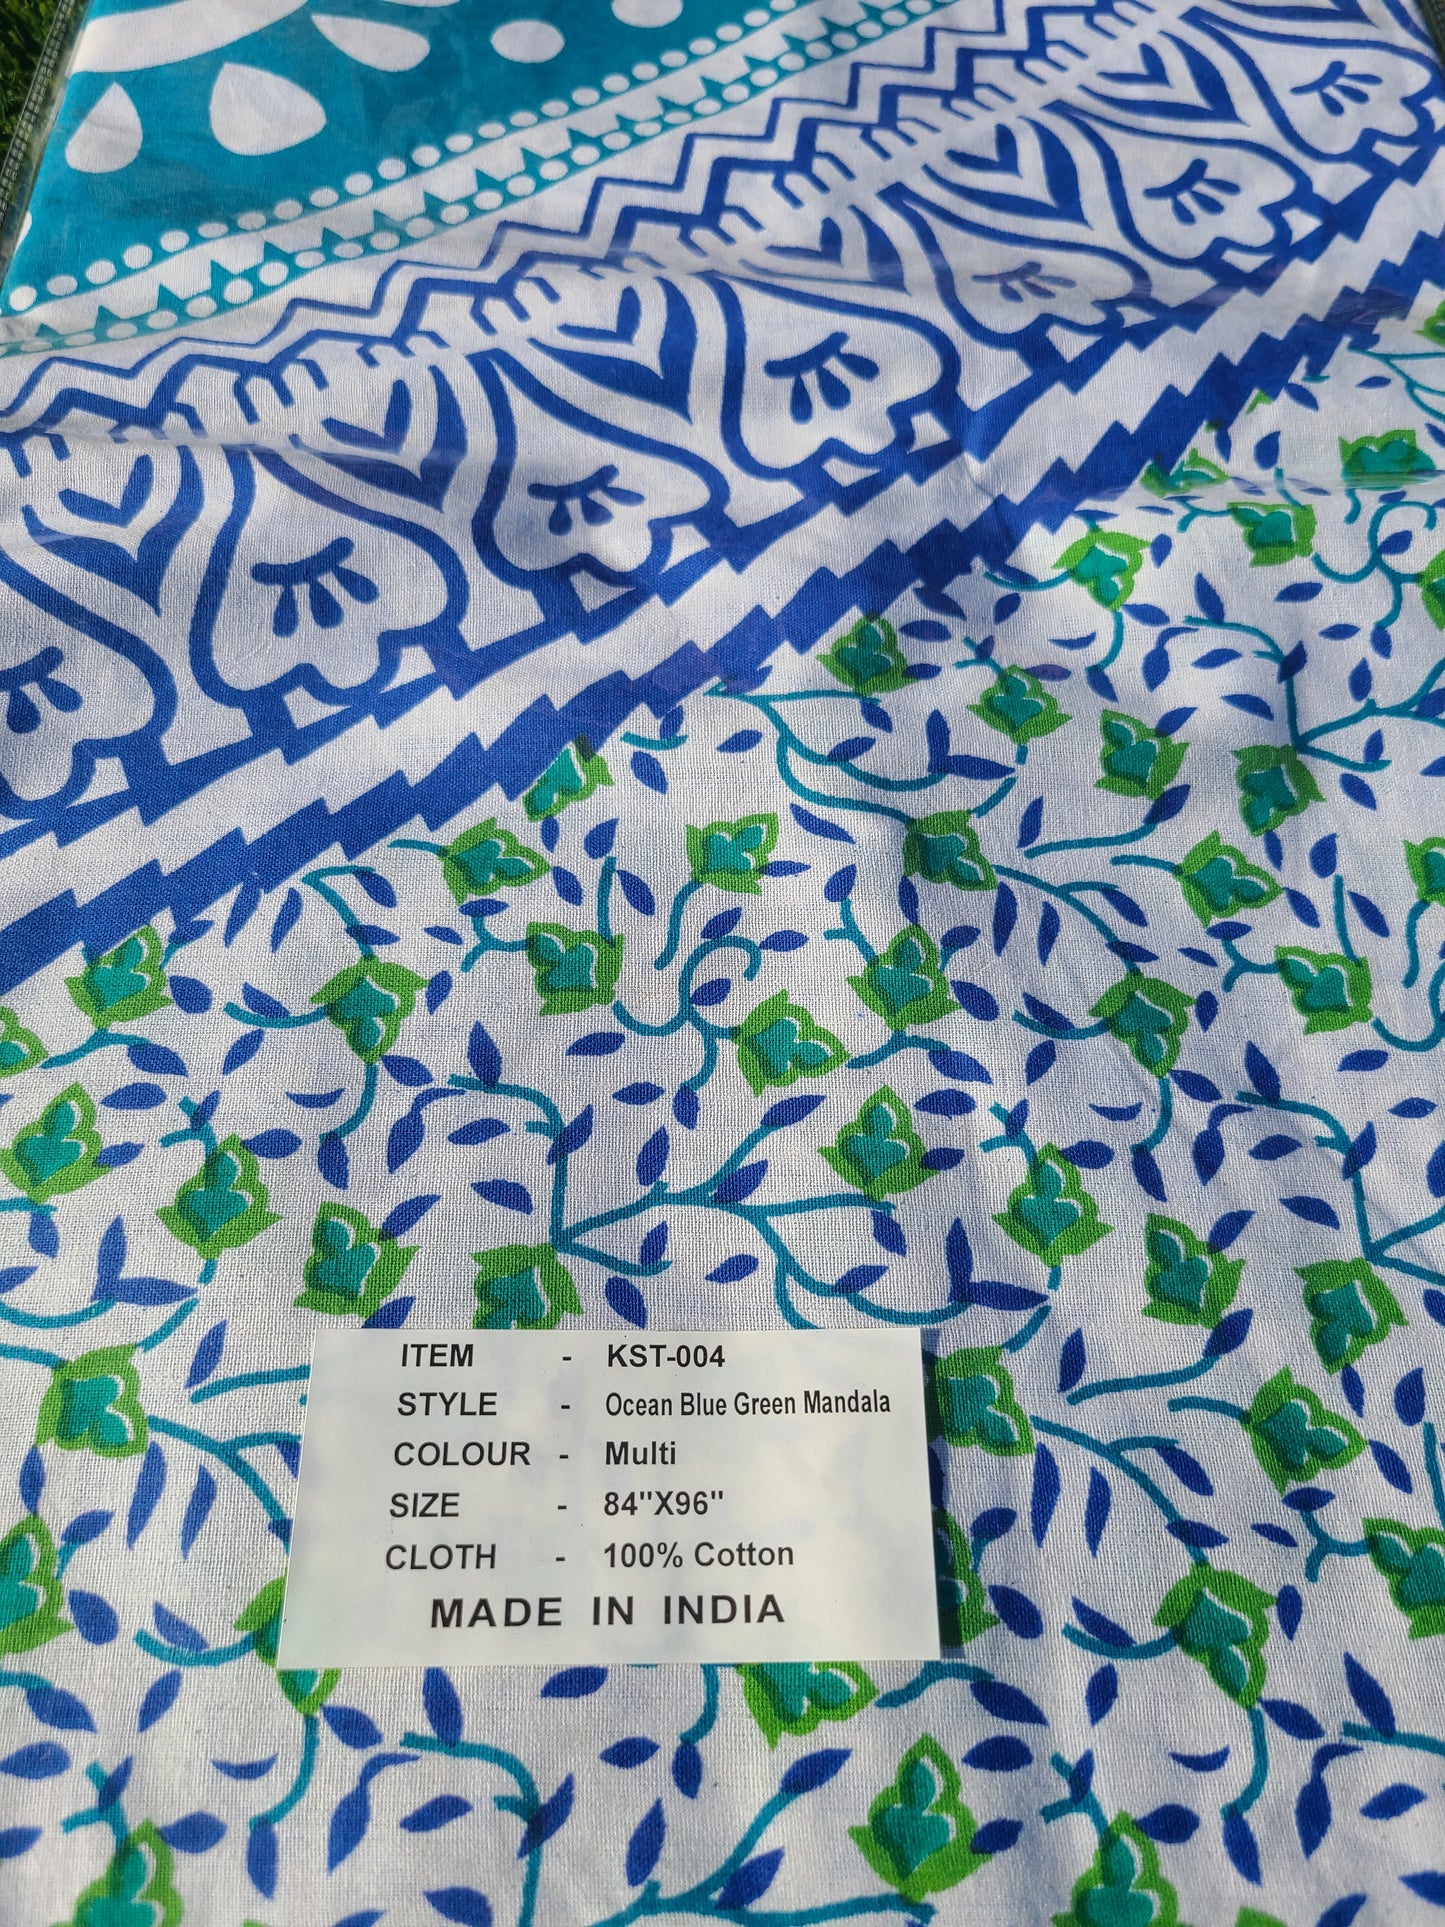 ITEM - KST-004
STYLE - Ocean Blue Green Mandala
COLOUR - Multi
SIZE - 84"X96"
CLOTH - 100% Cotton
MADE IN INDIA